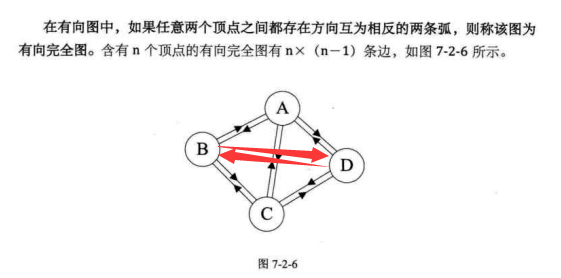 在有向图中，如果任意两个顶点之间都存在方向互为相反的两条弧，则称该图为
有向完全图。含有 n 个顶点的有向完全图有 n×（n－1）条边，如图 7-2-6 所示。
A
B
D
C
图 7-2-6